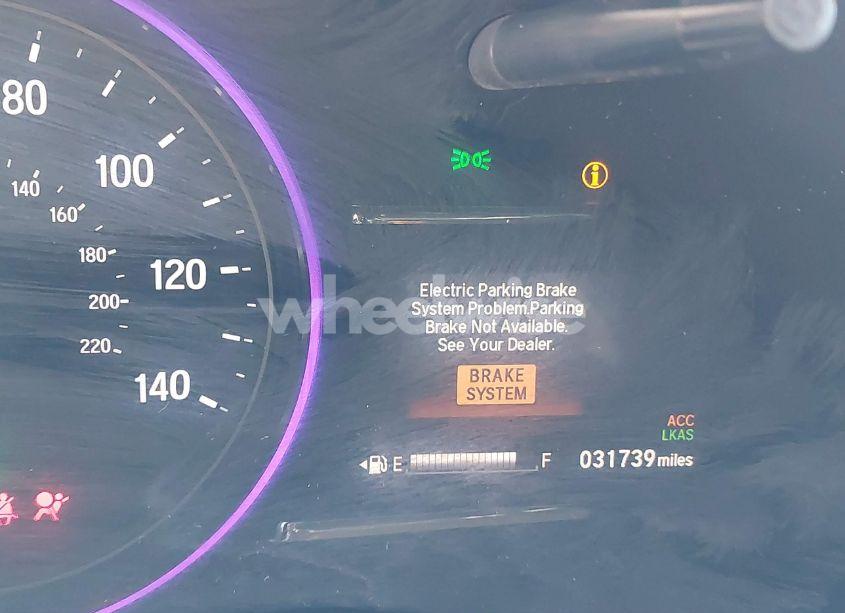 80
100
140
160
180
120
200
220
140
Electric Parking Brake
System Problem.Parking
Brake Not Available.
See Your Dealer.
BRAKE
SYSTEM
ACC
LKAS
E
F
031739 miles